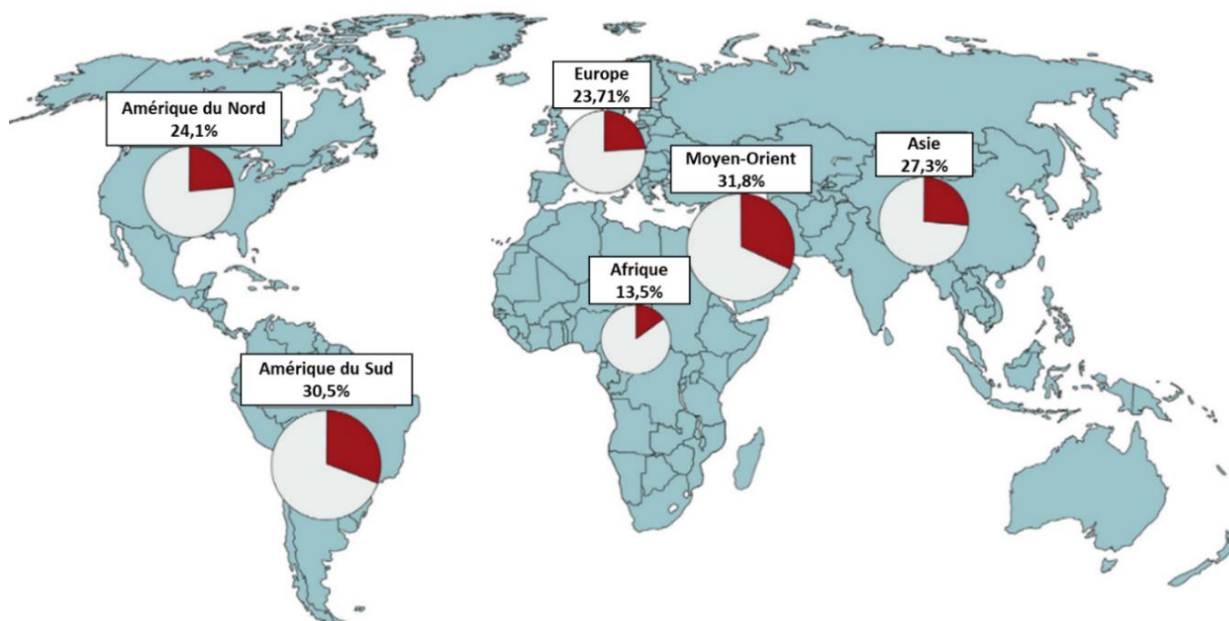 Europe
23,71%
Amérique du Nord
24,1%
Moyen-Orient
31,8%
Asie
27,3%
Afrique
13,5%
Amérique du Sud
30,5%